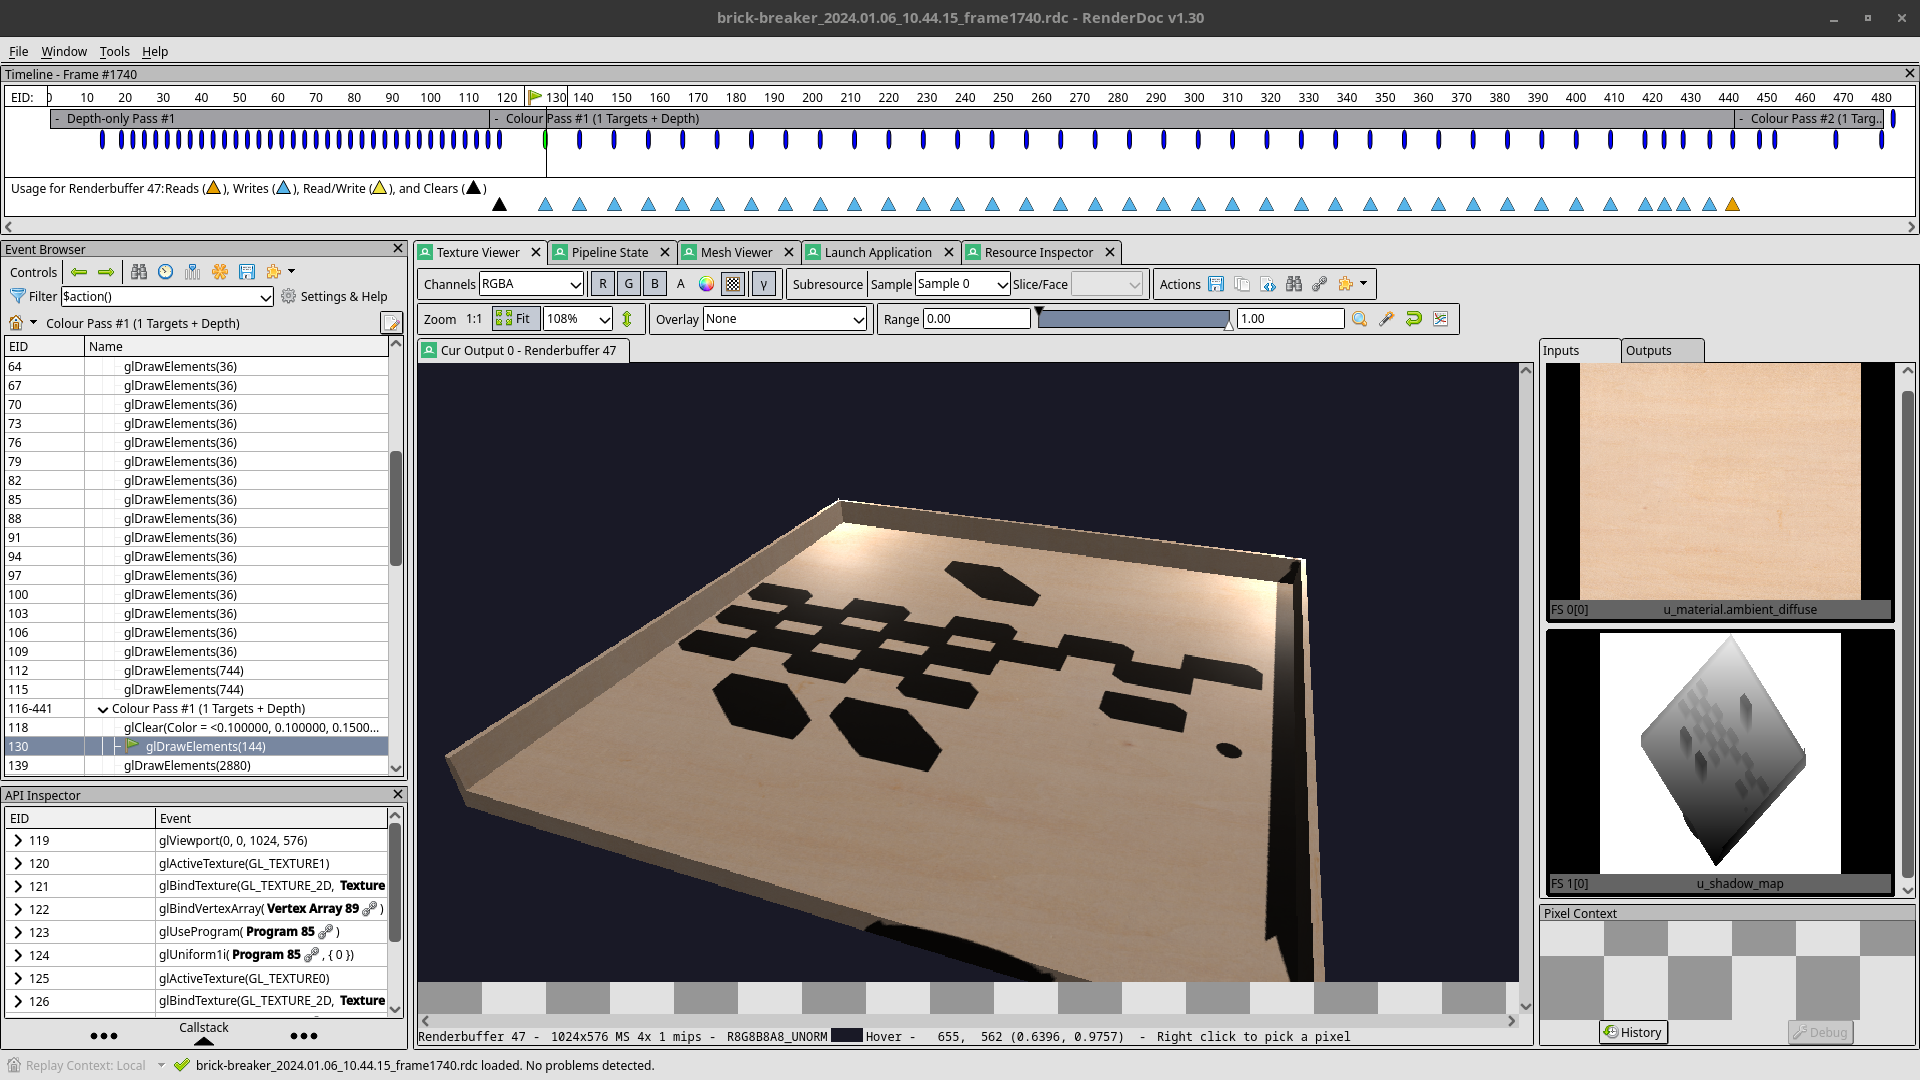 brick-breaker_2024.01.06_10.44.15_frame1740.rdc - RenderDoc v1.30
File Window Tools Help
Timeline - Frame #1740
EID: 0 10 20 30 40 50 60 70 80 90 100 110 120 130 140 150 160 170 180 190 200 210 220 230 240 250 260 270 280 290 300 310 320 330 340 350 360 370 380 390 400 410 420 430 440 450 460 470 480
- Depth-only Pass #1 - Colour Pass #1 (1 Targets + Depth) - Colour Pass #2 (1 Targ..
Usage for Renderbuffer 47:Reads ( ), Writes ( ), Read/Write ( ), and Clears ( )
Event Browser
Controls
Filter $action() Settings & Help
Colour Pass #1 (1 Targets + Depth)
EID Name
64 glDrawElements(36)
67 glDrawElements(36)
70 glDrawElements(36)
73 glDrawElements(36)
76 glDrawElements(36)
79 glDrawElements(36)
82 glDrawElements(36)
85 glDrawElements(36)
88 glDrawElements(36)
91 glDrawElements(36)
94 glDrawElements(36)
97 glDrawElements(36)
100 glDrawElements(36)
103 glDrawElements(36)
106 glDrawElements(36)
109 glDrawElements(36)
112 glDrawElements(744)
115 glDrawElements(744)
116-441 Colour Pass #1 (1 Targets + Depth)
118 glClear(Color = <0.100000, 0.100000, 0.1500...
130 glDrawElements(144)
139 glDrawElements(2880)
API Inspector
EID Event
119 glViewport(0, 0, 1024, 576)
120 glActiveTexture(GL_TEXTURE1)
121 glBindTexture(GL_TEXTURE_2D, Texture
122 glBindVertexArray( Vertex Array 89 )
123 glUseProgram( Program 85 )
124 glUniform1i( Program 85 , { 0 })
125 glActiveTexture(GL_TEXTURE0)
126 glBindTexture(GL_TEXTURE_2D, Texture
Callstack
Texture Viewer Pipeline State Mesh Viewer Launch Application Resource Inspector
Channels RGBA R G B A γ Subresource Sample Sample 0 Slice/Face Actions
Zoom 1:1 Fit 108% Overlay None Range 0.00 1.00
Cur Output 0 - Renderbuffer 47
Renderbuffer 47 - 1024x576 MS 4x 1 mips - R8G8B8A8_UNORM Hover - 655, 562 (0.6396, 0.9757) - Right click to pick a pixel
Inputs Outputs
FS 0[0] u_material.ambient_diffuse
FS 1[0] u_shadow_map
Pixel Context
History Debug
Replay Context: Local brick-breaker_2024.01.06_10.44.15_frame1740.rdc loaded. No problems detected.